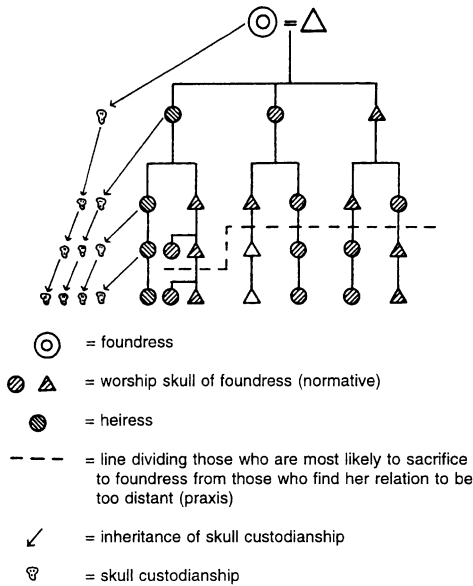 = foundress
= worship skull of foundress (normative)
= heiress
= line dividing those who are most likely to sacrifice
to foundress from those who find her relation to be
too distant (praxis)
= inheritance of skull custodianship
= skull custodianship